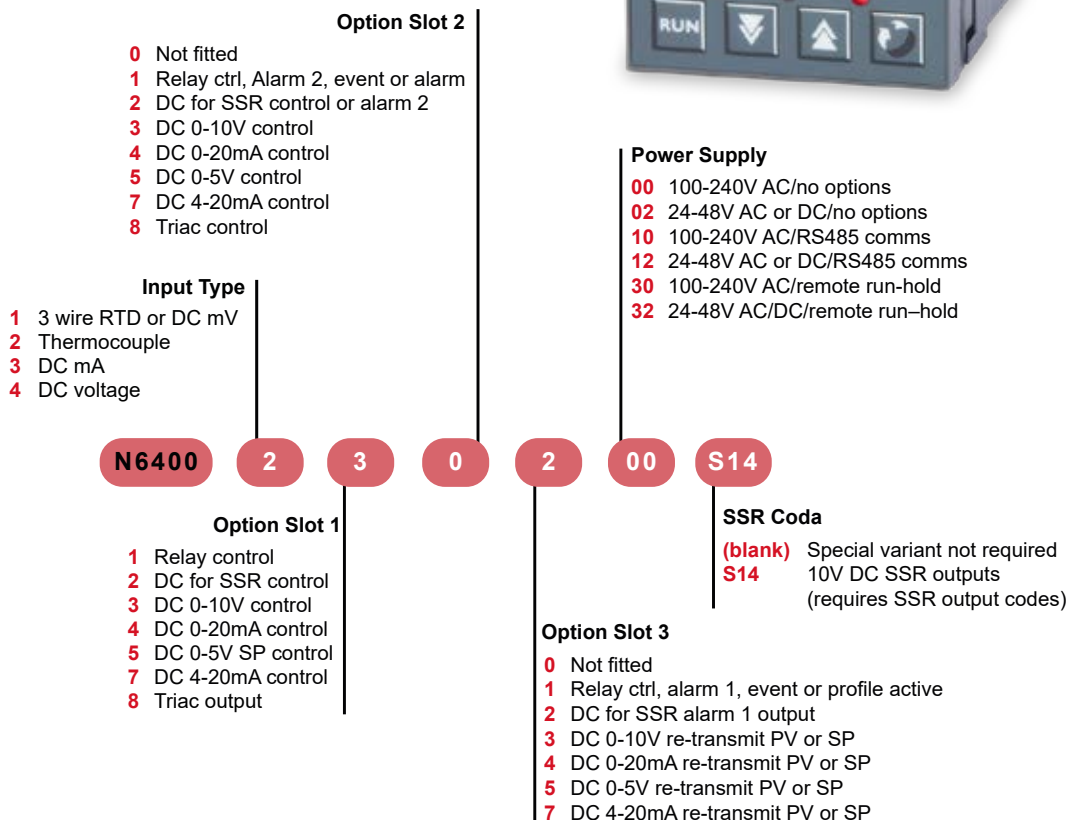 Option Slot 2
0 Not fitted
1 Relay ctrl, Alarm 2, event or alarm
2 DC for SSR control or alarm 2
3 DC 0-10V control
4 DC 0-20mA control
5 DC 0-5V control
7 DC 4-20mA control
8 Triac control
RUN
Power Supply
00 100-240V AC/no options
02 24-48V AC or DC/no options
10 100-240V AC/RS485 comms
12 24-48V AC or DC/RS485 comms
30 100-240V AC/remote run-hold
32 24-48V AC/DC/remote run–hold
Input Type
1 3 wire RTD or DC mV
2 Thermocouple
3 DC mA
4 DC voltage
N6400 2 3 0 2 00 S14
Option Slot 1
1 Relay control
2 DC for SSR control
3 DC 0-10V control
4 DC 0-20mA control
5 DC 0-5V SP control
7 DC 4-20mA control
8 Triac output
SSR Coda
(blank) Special variant not required
S14 10V DC SSR outputs
(requires SSR output codes)
Option Slot 3
0 Not fitted
1 Relay ctrl, alarm 1, event or profile active
2 DC for SSR alarm 1 output
3 DC 0-10V re-transmit PV or SP
4 DC 0-20mA re-transmit PV or SP
5 DC 0-5V re-transmit PV or SP
7 DC 4-20mA re-transmit PV or SP